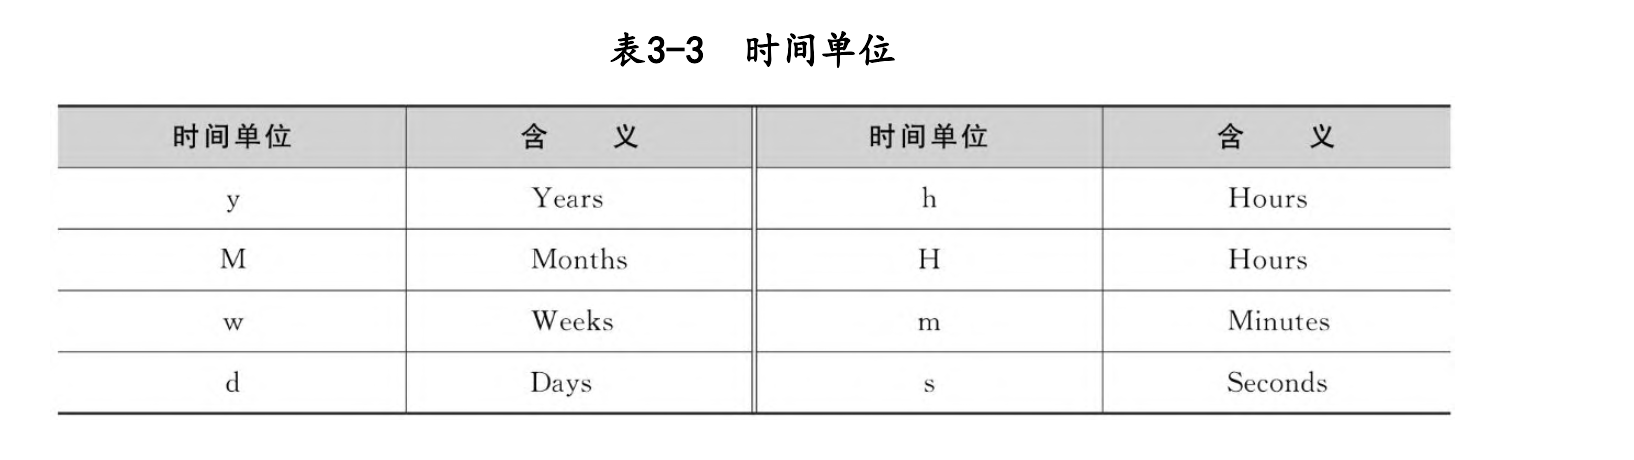 表3-3 时间单位
时间单位 含 义 时间单位 含 义
y Years h Hours
M Months H Hours
w Weeks m Minutes
d Days s Seconds